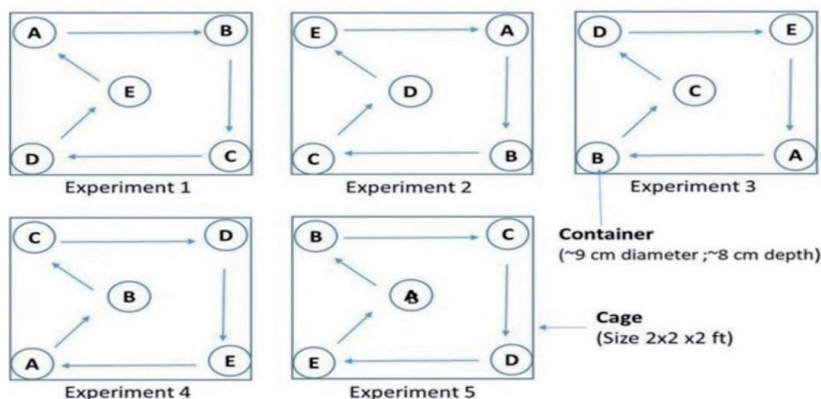 A B
E
D C
Experiment 1
E A
D
C B
Experiment 2
D E
C
B A
Experiment 3
C D
B
A E
Experiment 4
B C
A
E D
Experiment 5
Container
(~9 cm diameter ;~8 cm depth)
Cage
(Size 2x2 x2 ft)